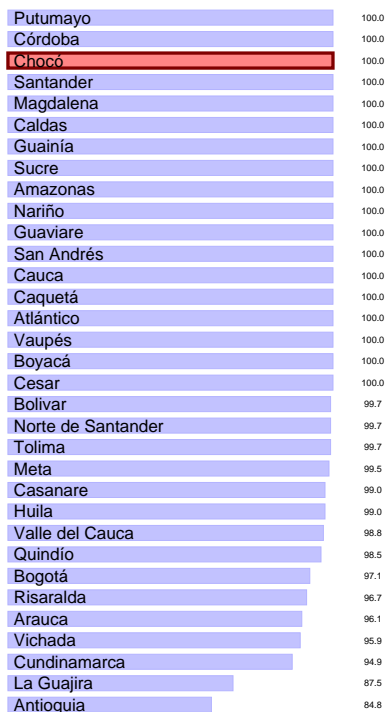 Putumayo 100.0
Córdoba 100.0
Chocó 100.0
Santander 100.0
Magdalena 100.0
Caldas 100.0
Guainía 100.0
Sucre 100.0
Amazonas 100.0
Nariño 100.0
Guaviare 100.0
San Andrés 100.0
Cauca 100.0
Caquetá 100.0
Atlántico 100.0
Vaupés 100.0
Boyacá 100.0
Cesar 100.0
Bolivar 99.7
Norte de Santander 99.7
Tolima 99.7
Meta 99.5
Casanare 99.0
Huila 99.0
Valle del Cauca 98.8
Quindío 98.5
Bogotá 97.1
Risaralda 96.7
Arauca 96.1
Vichada 95.9
Cundinamarca 94.9
La Guajira 87.5
Antioquia 84.8